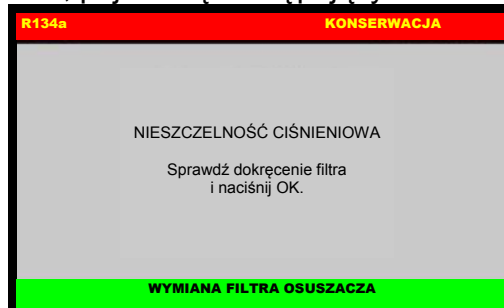 R134a KONSERWACJA
NIESZCZELNOŚĆ CIŚNIENIOWA
Sprawdź dokręcenie filtra
i naciśnij OK.
WYMIANA FILTRA OSUSZACZA